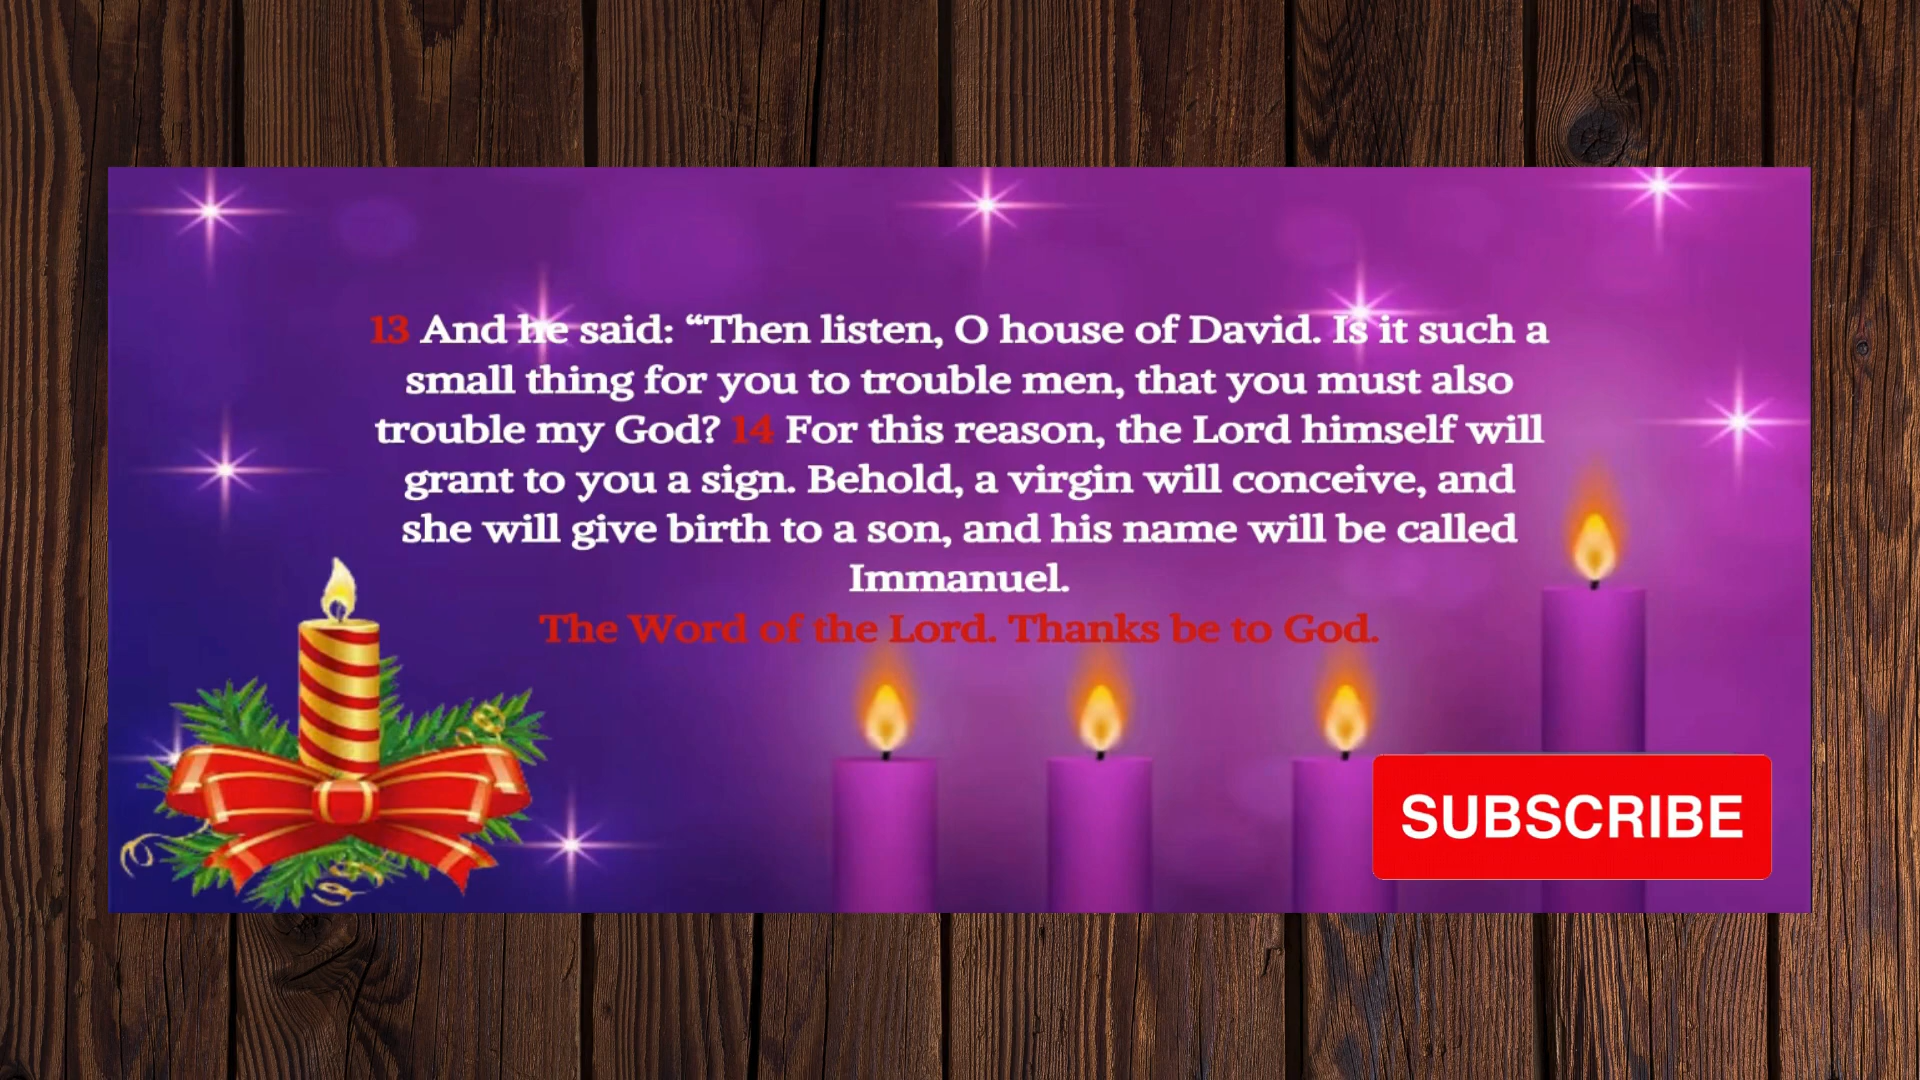 13 And he said: “Then listen, O house of David. Is it such a
small thing for you to trouble men, that you must also
trouble my God? 14 For this reason, the Lord himself will
grant to you a sign. Behold, a virgin will conceive, and
she will give birth to a son, and his name will be called
Immanuel.
The Word of the Lord. Thanks be to God.
SUBSCRIBE